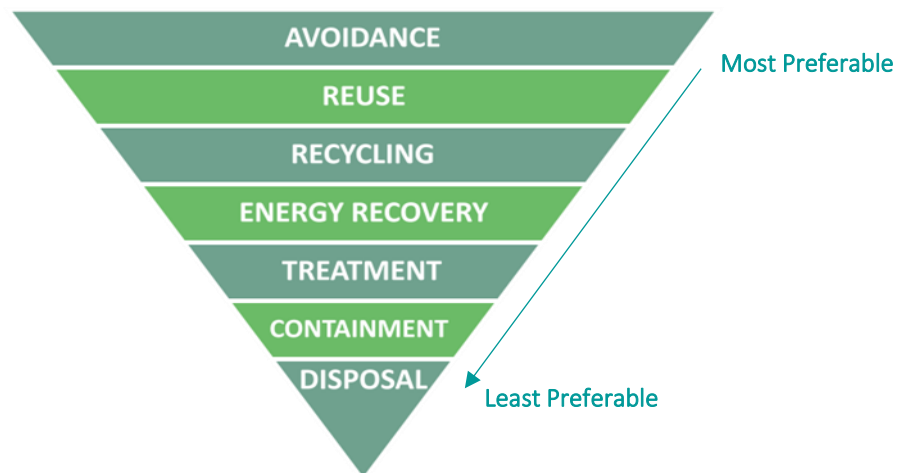 AVOIDANCE
Most Preferable
REUSE
RECYCLING
ENERGY RECOVERY
TREATMENT
CONTAINMENT
DISPOSAL
Least Preferable